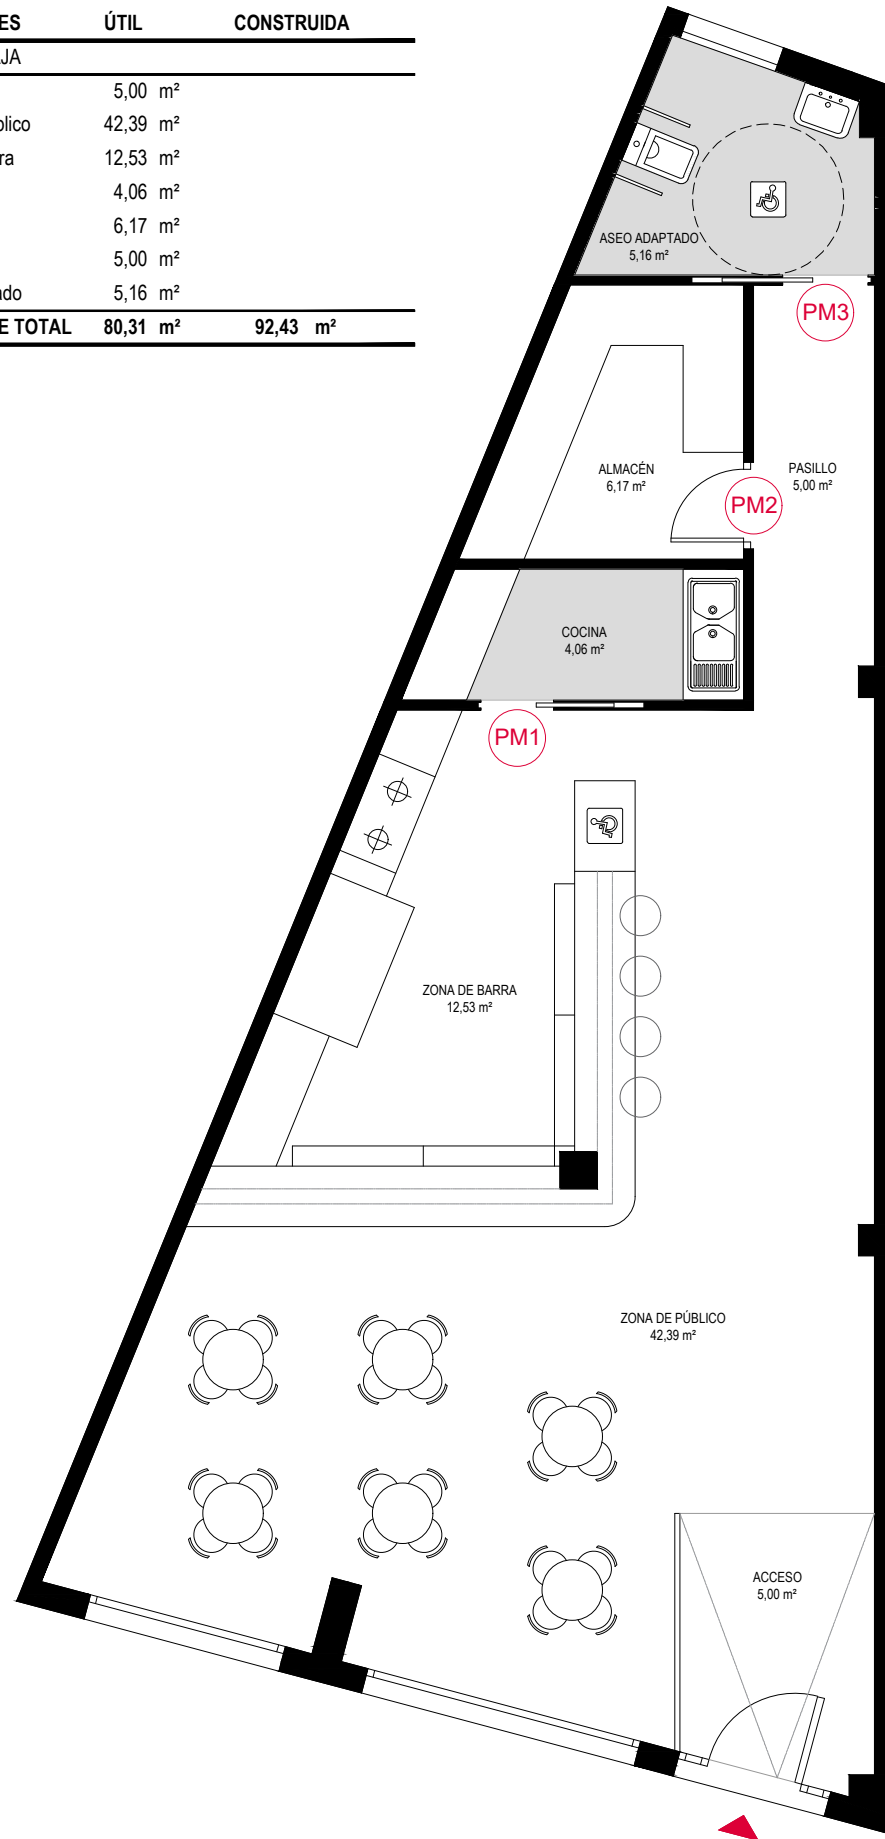 ES ÚTIL CONSTRUIDA
JA
5,00 m²
blico 42,39 m²
ra 12,53 m²
4,06 m²
6,17 m²
5,00 m²
ado 5,16 m²
E TOTAL 80,31 m² 92,43 m²
ASEO ADAPTADO
5,16 m²
PM3
ALMACÉN
6,17 m²
PASILLO
5,00 m²
PM2
COCINA
4,06 m²
PM1
ZONA DE BARRA
12,53 m²
ZONA DE PÚBLICO
42,39 m²
ACCESO
5,00 m²